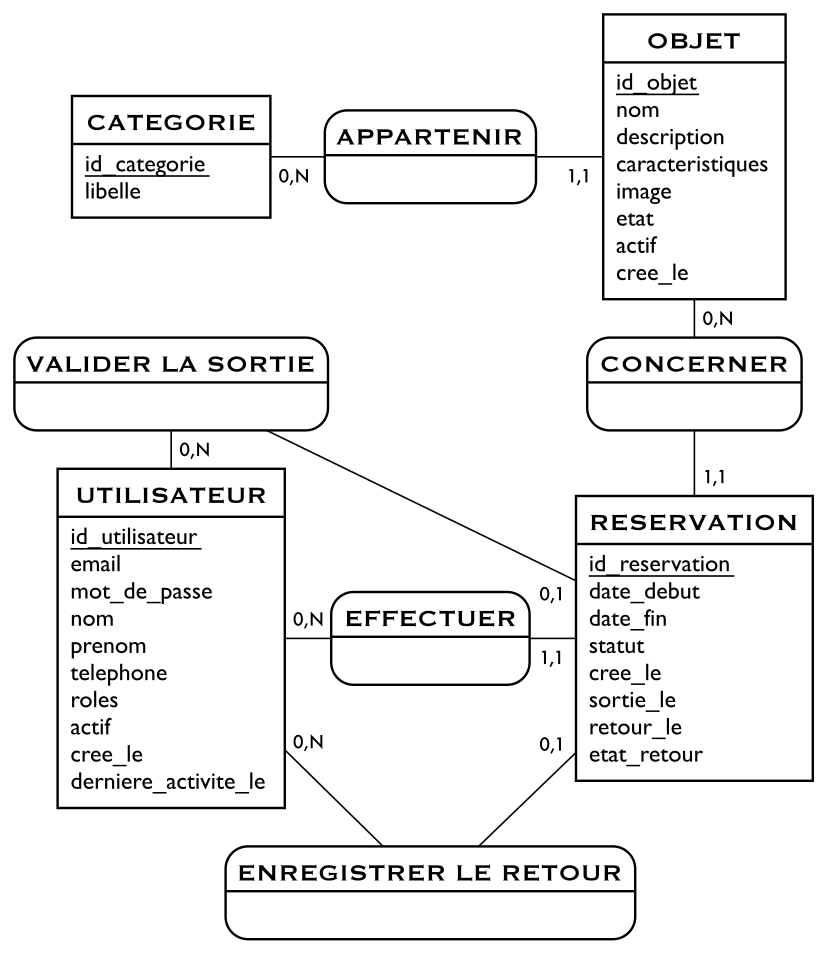 OBJET
id_objet
nom
description
caracteristiques
image
etat
actif
cree_le
CATEGORIE
id_categorie
libelle
0,N
APPARTENIR
1,1
0,N
CONCERNER
1,1
VALIDER LA SORTIE
0,N
0,1
UTILISATEUR
id_utilisateur
email
mot_de_passe
nom
prenom
telephone
roles
actif
cree_le
derniere_activite_le
0,N
EFFECTUER
1,1
RESERVATION
id_reservation
date_debut
date_fin
statut
cree_le
sortie_le
retour_le
etat_retour
0,N
0,1
ENREGISTRER LE RETOUR